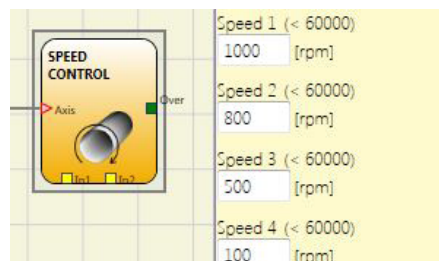 SPEED
CONTROL
Axis
Over
In1 In2
Speed 1 (< 60000)
1000 [rpm]
Speed 2 (< 60000)
800 [rpm]
Speed 3 (< 60000)
500 [rpm]
Speed 4 (< 60000)
100 [rpm]